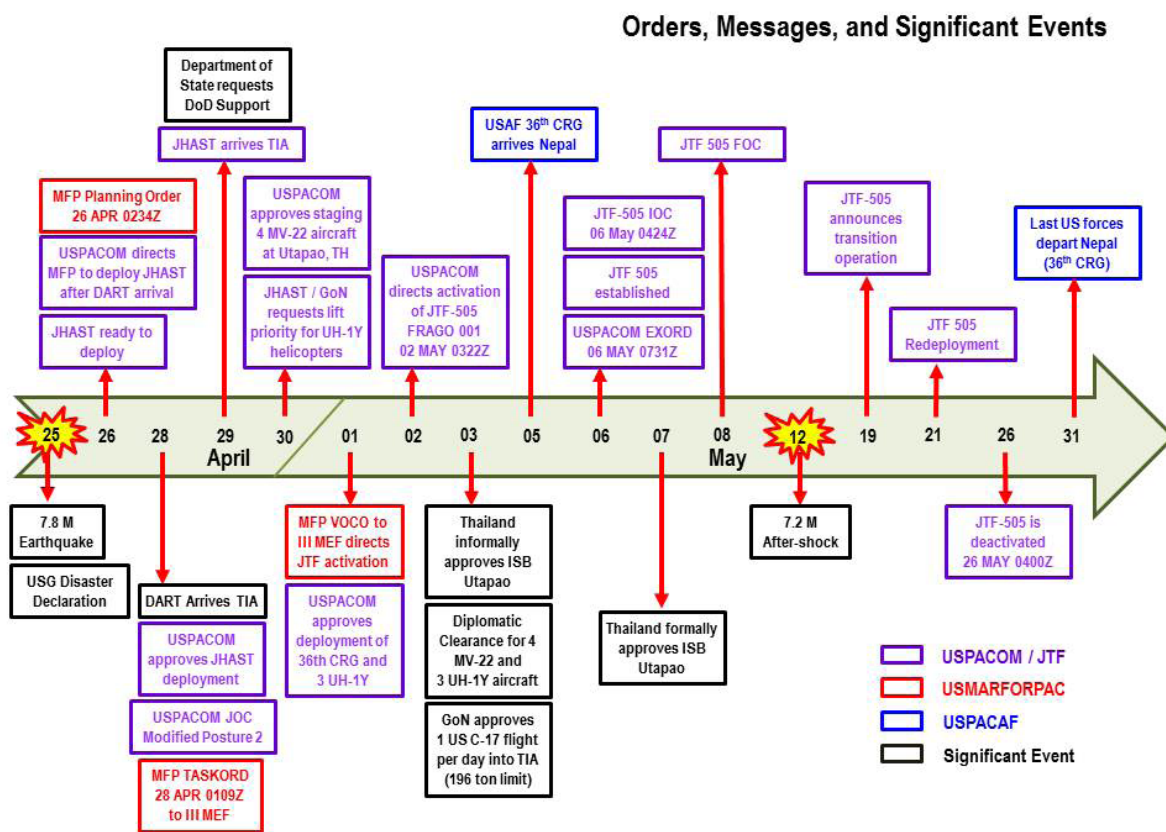 Orders, Messages, and Significant Events
Department of
State requests
DoD Support
JHAST arrives TIA
USAF 36th CRG
arrives Nepal
JTF 505 FOC
MFP Planning Order
26 APR 0234Z
USPACOM directs
MFP to deploy JHAST
after DART arrival
JHAST ready to
deploy
USPACOM
approves staging
4 MV-22 aircraft
at Utapao, TH
JHAST / GoN
requests lift
priority for UH-1Y
helicopters
USPACOM
directs activation
of JTF-505
FRAGO 001
02 MAY 0322Z
JTF-505 IOC
06 May 0424Z
JTF 505
established
USPACOM EXORD
06 MAY 0731Z
JTF-505
announces
transition
operation
JTF 505
Redeployment
Last US forces
depart Nepal
(36th CRG)
25 26 28 29 30 01 02 03 05 06 07 08 12 19 21 26 31
April May
7.8 M
Earthquake
USG Disaster
Declaration
DART Arrives TIA
USPACOM
approves JHAST
deployment
USPACOM JOC
Modified Posture 2
MFP TASKORD
28 APR 0109Z
to III MEF
MFP VOCO to
III MEF directs
JTF activation
USPACOM
approves
deployment of
36th CRG and
3 UH-1Y
Thailand
informally
approves ISB
Utapao
Diplomatic
Clearance for 4
MV-22 and
3 UH-1Y aircraft
GoN approves
1 US C-17 flight
per day into TIA
(196 ton limit)
Thailand formally
approves ISB
Utapao
7.2 M
After-shock
JTF-505 is
deactivated
26 MAY 0400Z
USPACOM / JTF
USMARFORPAC
USPACAF
Significant Event